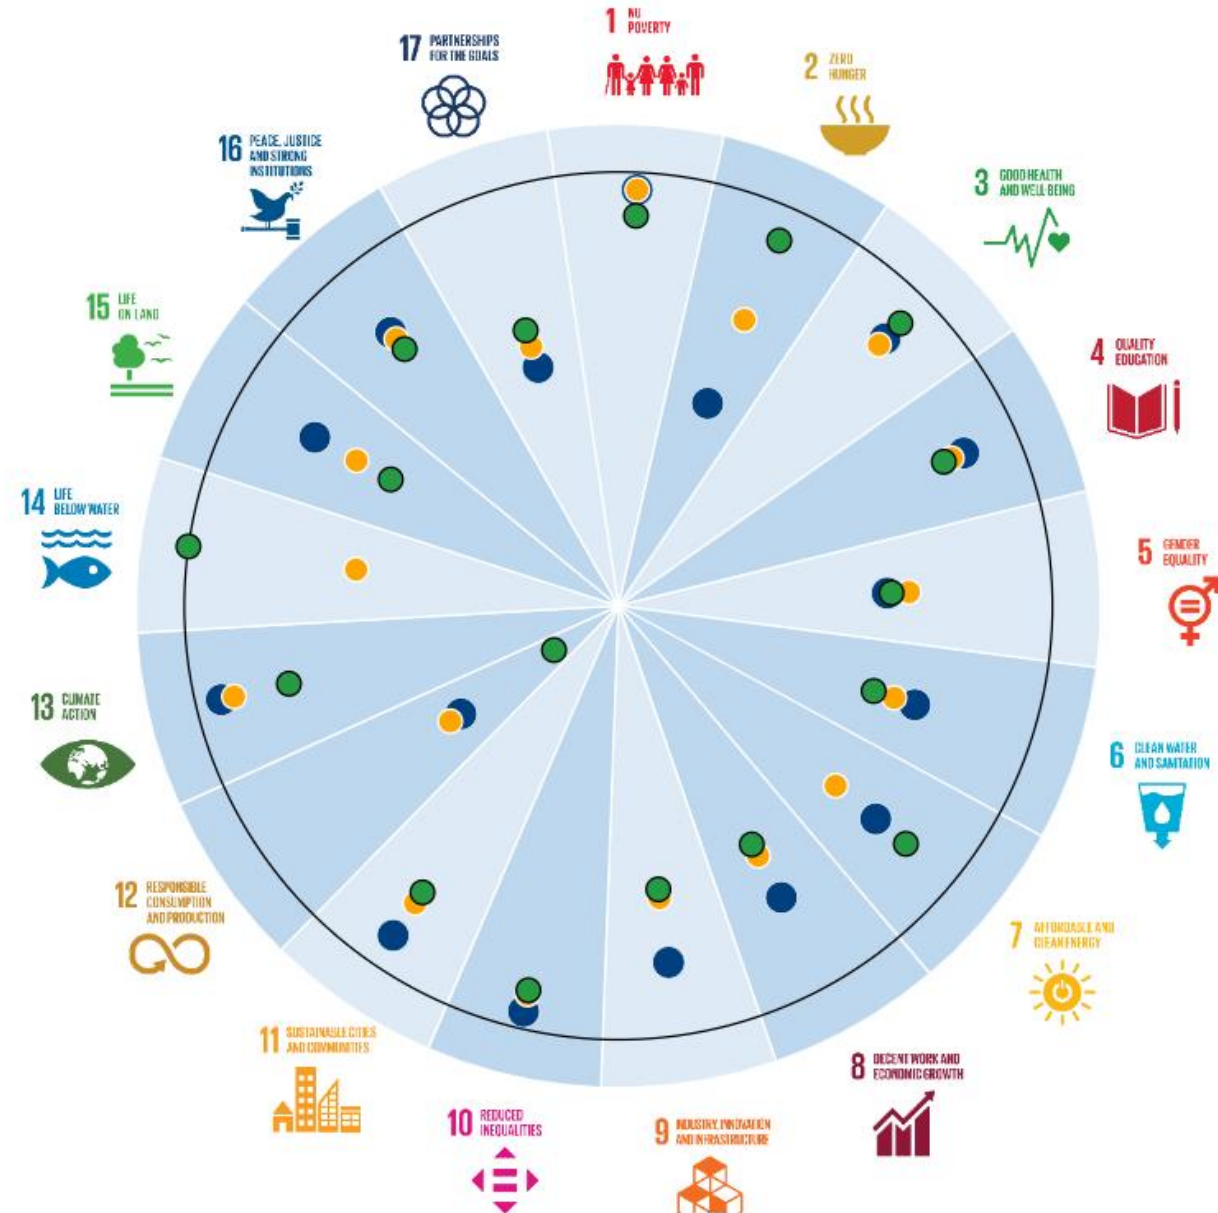 1 NO
POVERTY
2 ZERO
HUNGER
3 GOOD HEALTH
AND WELL-BEING
4 QUALITY
EDUCATION
5 GENDER
EQUALITY
6 CLEAN WATER
AND SANITATION
7 AFFORDABLE AND
CLEAN ENERGY
8 DECENT WORK AND
ECONOMIC GROWTH
9 INDUSTRY, INNOVATION
AND INFRASTRUCTURE
10 REDUCED
INEQUALITIES
11 SUSTAINABLE CITIES
AND COMMUNITIES
12 RESPONSIBLE
CONSUMPTION
AND PRODUCTION
13 CLIMATE
ACTION
14 LIFE
BELOW WATER
15 LIFE
ON LAND
16 PEACE, JUSTICE
AND STRONG
INSTITUTIONS
17 PARTNERSHIPS
FOR THE GOALS